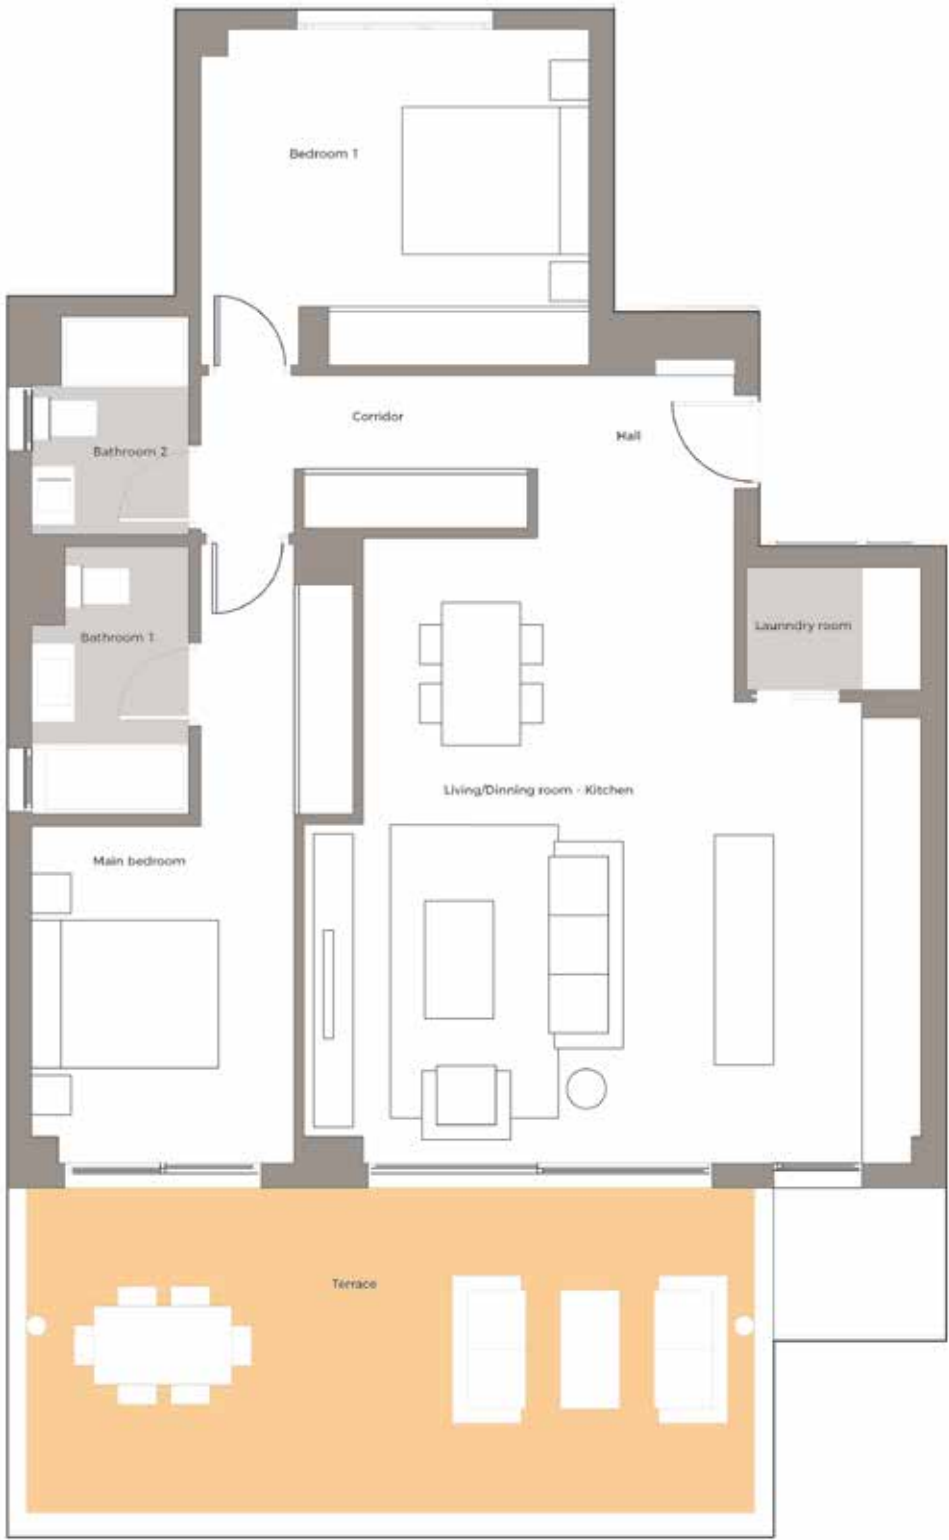 Bedroom 1
Corridor
Hall
Bathroom 2
Launndry room
Bathroom 1
Living/Dinning room - Kitchen
Main bedroom
Terrace